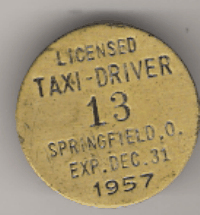 LICENSED
TAXI-DRIVER
13
SPRINGFIELD.O.
EXP.DEC.31
1957